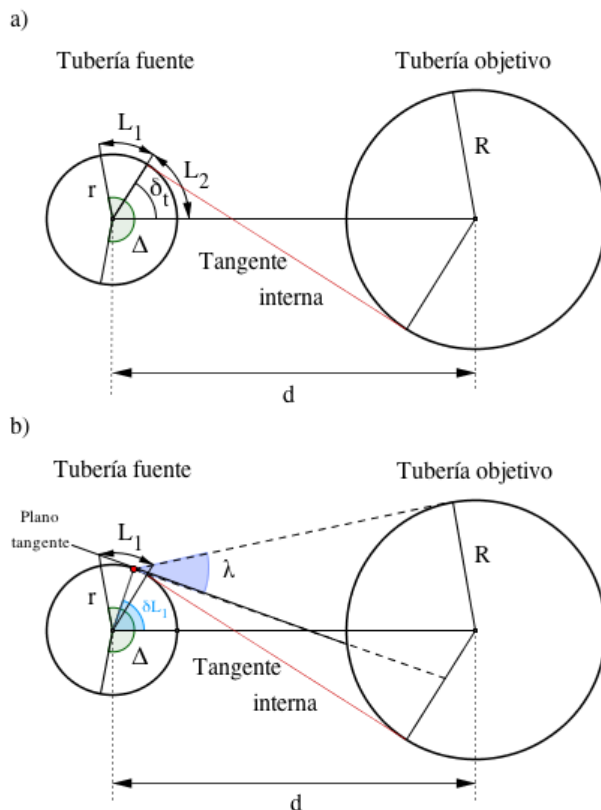 a)
Tubería fuente
Tubería objetivo
L1
L2
r
δt
R
Δ
Tangente
interna
d
b)
Tubería fuente
Tubería objetivo
Plano
tangente
L1
R
λ
r
δL1
Δ
Tangente
interna
d